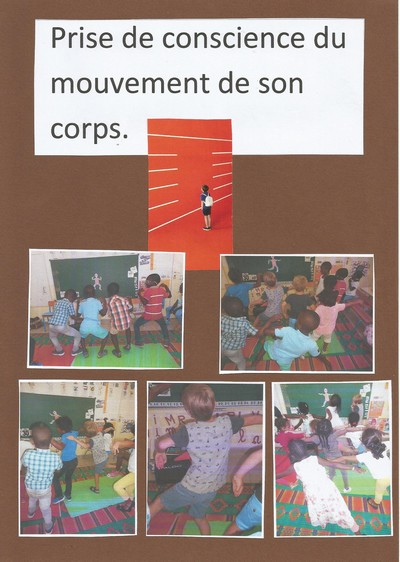 Prise de conscience du
mouvement de son
corps.